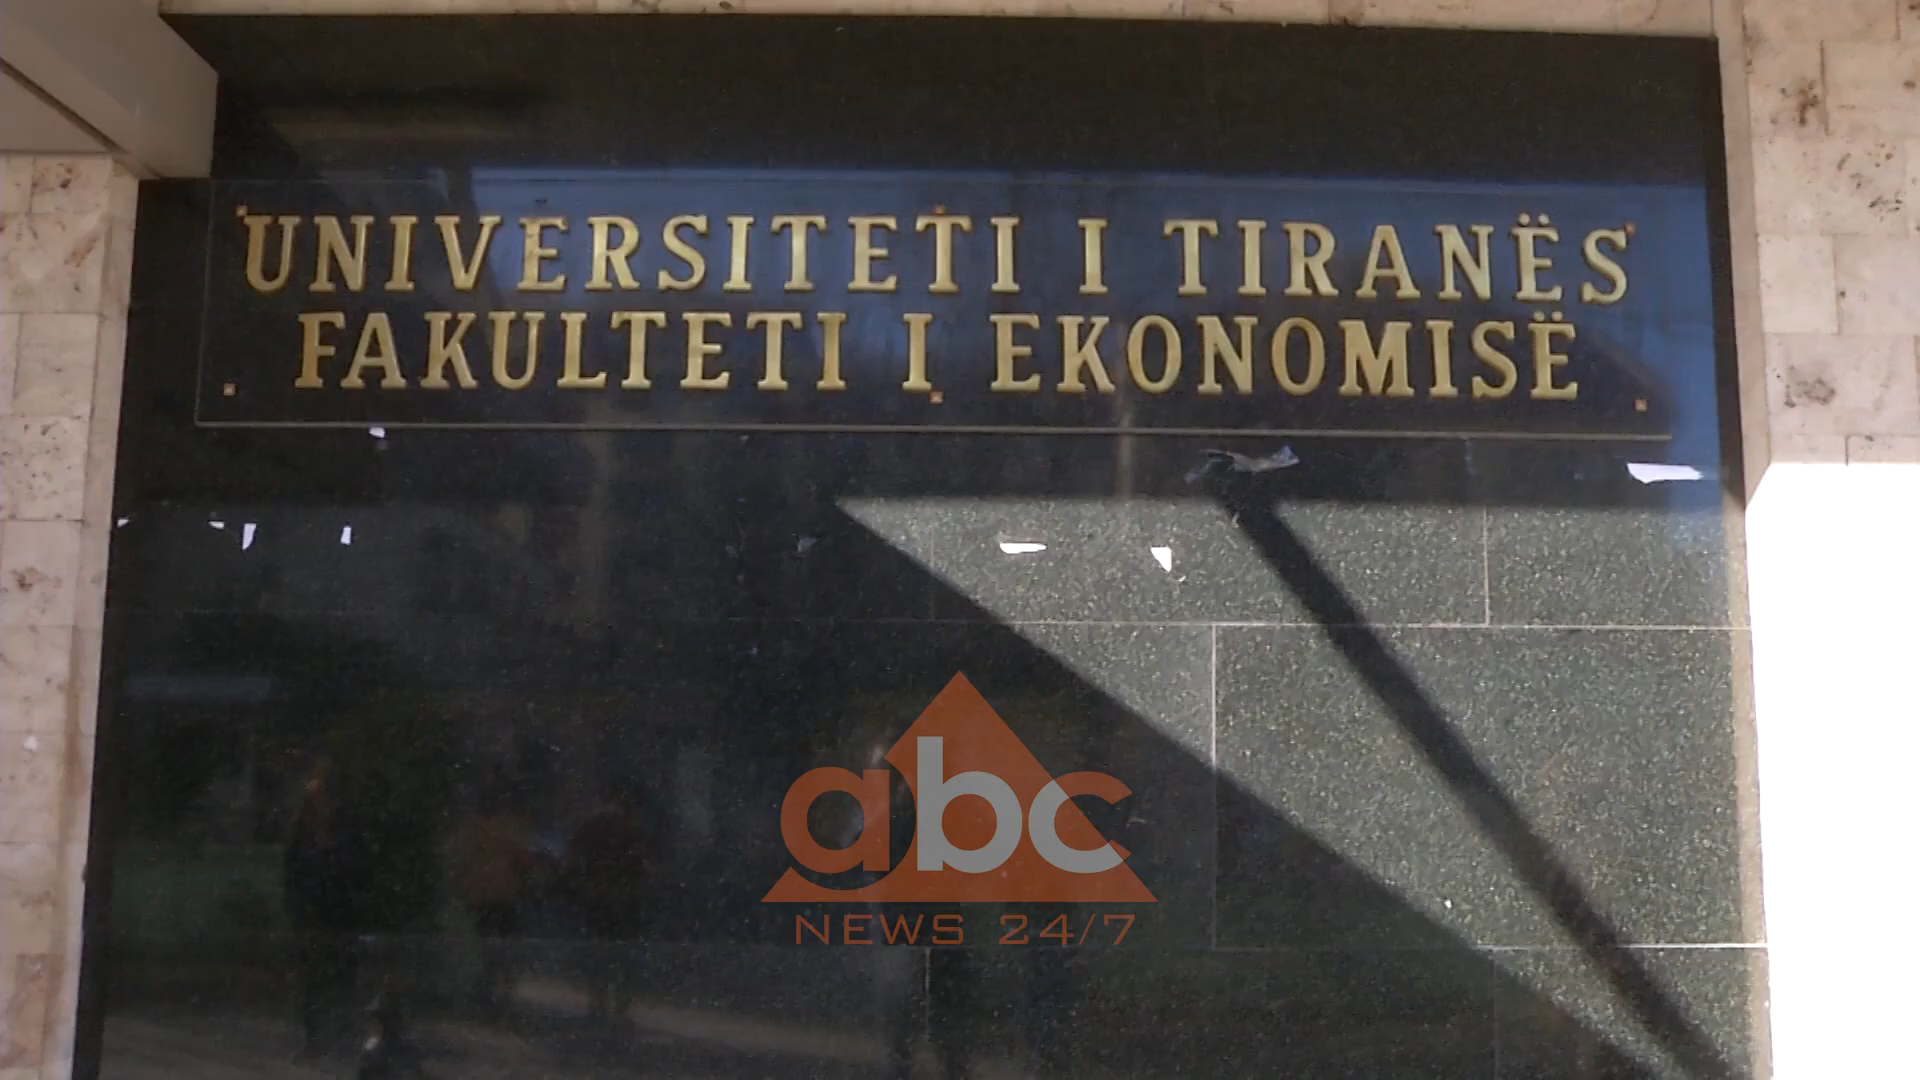 UNIVERSITETI I TIRANËS
FAKULTETI I EKONOMISË
abc
NEWS 24/7